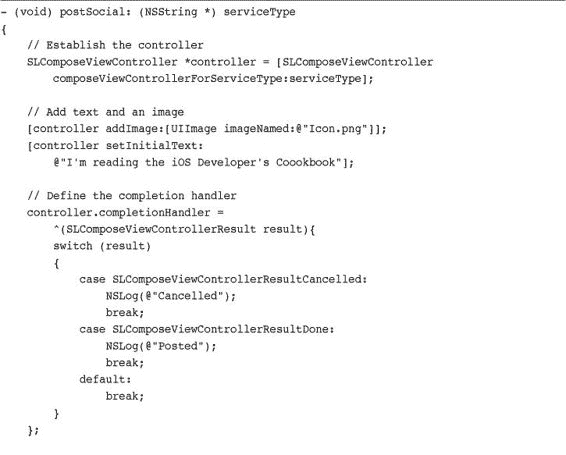 - (void) postSocial: (NSString *) serviceType
{
    // Establish the controller
    SLComposeViewController *controller = [SLComposeViewController
        composeViewControllerForServiceType:serviceType];

    // Add text and an image
    [controller addImage:[UIImage imageNamed:@"Icon.png"]];
    [controller setInitialText:
        @"I'm reading the iOS Developer's Coookbook"];

    // Define the completion handler
    controller.completionHandler =
        ^(SLComposeViewControllerResult result){
        switch (result)
        {
            case SLComposeViewControllerResultCancelled:
                NSLog(@"Cancelled");
                break;
            case SLComposeViewControllerResultDone:
                NSLog(@"Posted");
                break;
            default:
                break;
        }
    };